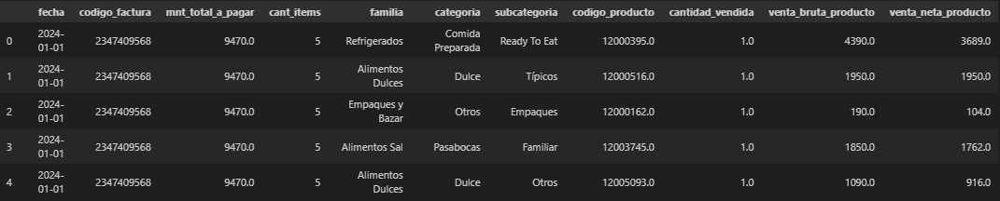 fecha codigo_factura mnt_total_a_pagar cant_items familia categoria subcategoria codigo_producto cantidad_vendida venta_bruta_producto venta_neta_producto
0 2024-01-01 2347409568 9470.0 5 Refrigerados Comida Preparada Ready To Eat 12000395.0 1.0 4390.0 3689.0
1 2024-01-01 2347409568 9470.0 5 Alimentos Dulces Dulce Típicos 12000516.0 1.0 1950.0 1950.0
2 2024-01-01 2347409568 9470.0 5 Empaques y Bazar Otros Empaques 12000162.0 1.0 190.0 104.0
3 2024-01-01 2347409568 9470.0 5 Alimentos Sal Pasabocas Familiar 12003745.0 1.0 1850.0 1762.0
4 2024-01-01 2347409568 9470.0 5 Alimentos Dulces Dulce Otros 12005093.0 1.0 1090.0 916.0